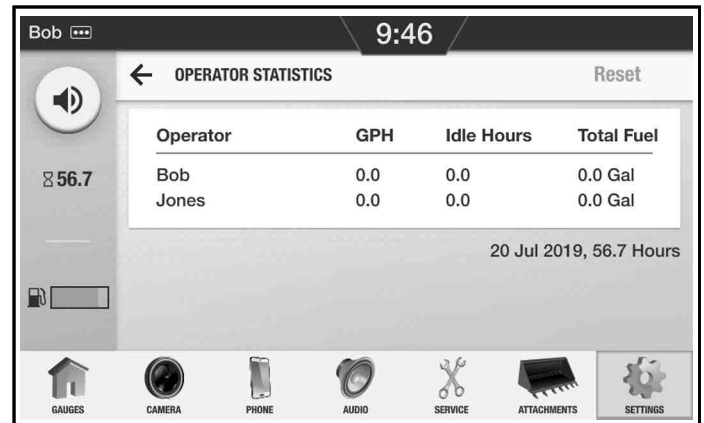 Bob
9:46
OPERATOR STATISTICS Reset
Operator GPH Idle Hours Total Fuel
56.7
Bob 0.0 0.0 0.0 Gal
Jones 0.0 0.0 0.0 Gal
20 Jul 2019, 56.7 Hours
GAUGES CAMERA PHONE AUDIO SERVICE ATTACHMENTS SETTINGS